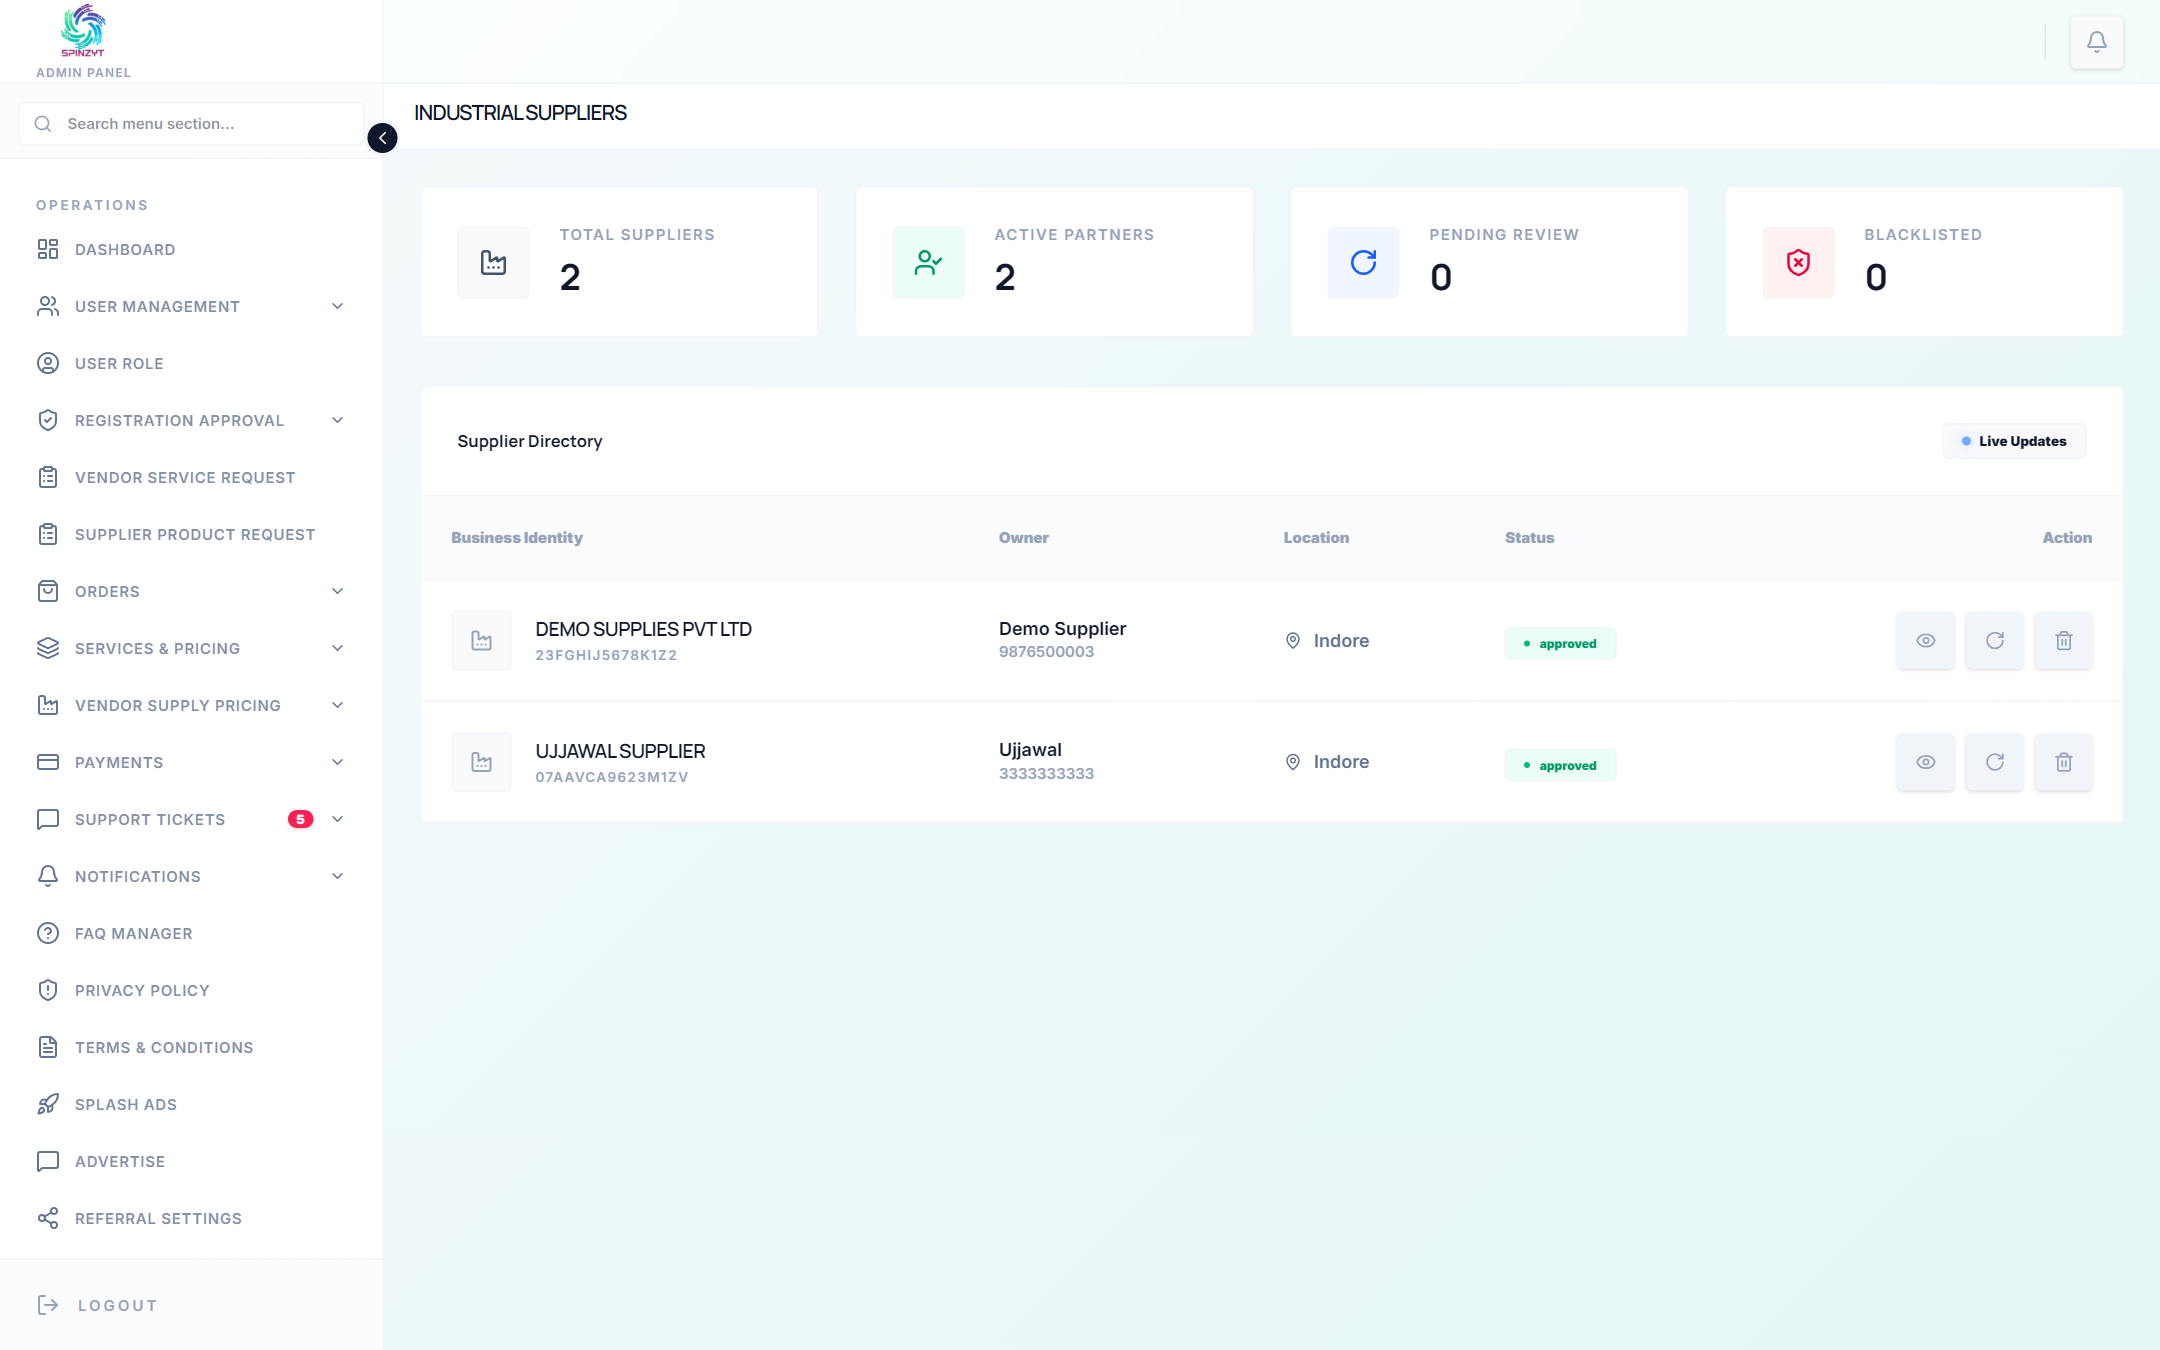 SPINZYT
ADMIN PANEL
Search menu section...
OPERATIONS
DASHBOARD
USER MANAGEMENT
USER ROLE
REGISTRATION APPROVAL
VENDOR SERVICE REQUEST
SUPPLIER PRODUCT REQUEST
ORDERS
SERVICES & PRICING
VENDOR SUPPLY PRICING
PAYMENTS
SUPPORT TICKETS 5
NOTIFICATIONS
FAQ MANAGER
PRIVACY POLICY
TERMS & CONDITIONS
SPLASH ADS
ADVERTISE
REFERRAL SETTINGS
LOGOUT
INDUSTRIAL SUPPLIERS
TOTAL SUPPLIERS
2
ACTIVE PARTNERS
2
PENDING REVIEW
0
BLACKLISTED
0
Supplier Directory
Live Updates
Business Identity Owner Location Status Action
DEMO SUPPLIES PVT LTD Demo Supplier Indore approved
23FGHIJ5678K1Z2 9876500003
UJJAWAL SUPPLIER Ujjawal Indore approved
07AAVCA9623M1ZV 3333333333